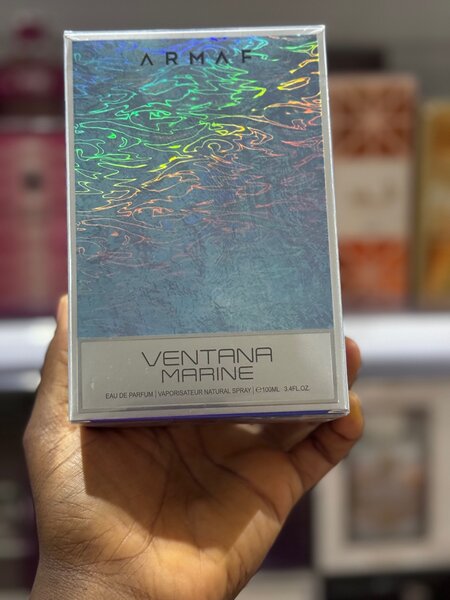 ARMAF
VENTANA
MARINE
EAU DE PARFUM | VAPORISATEUR NATURAL SPRAY | ℮100ML 3.4FL.OZ.